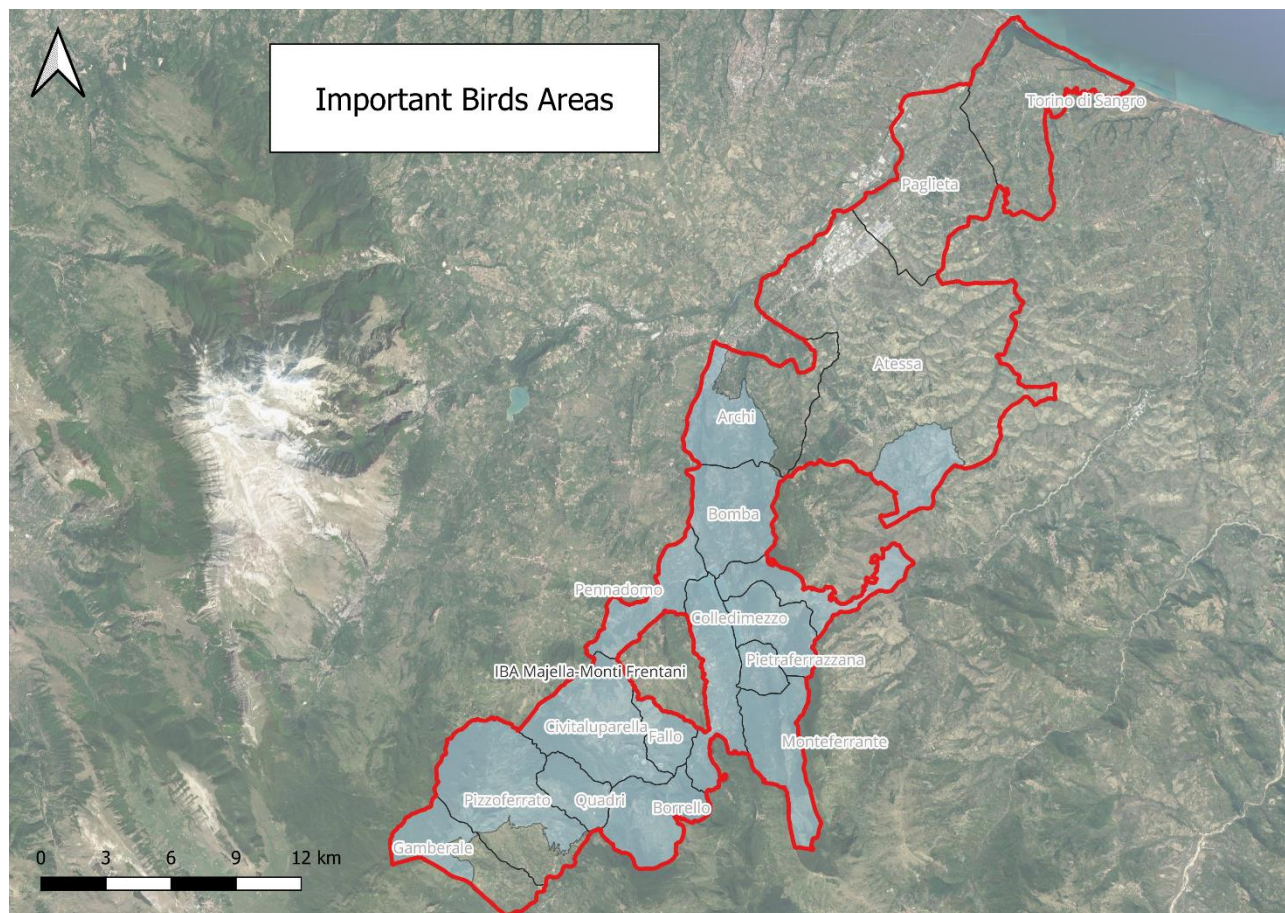 Important Birds Areas
Torino di Sangro
Paglieta
Atessa
Archi
Bomba
Pennadomo
Colledimezzo
Pietraferrazzana
IBA Majella-Monti Frentani
Civitaluparella
Fallo
Monteferrante
Pizzoferrato
Quadri
Borrello
Gamberale
0 3 6 9 12 km